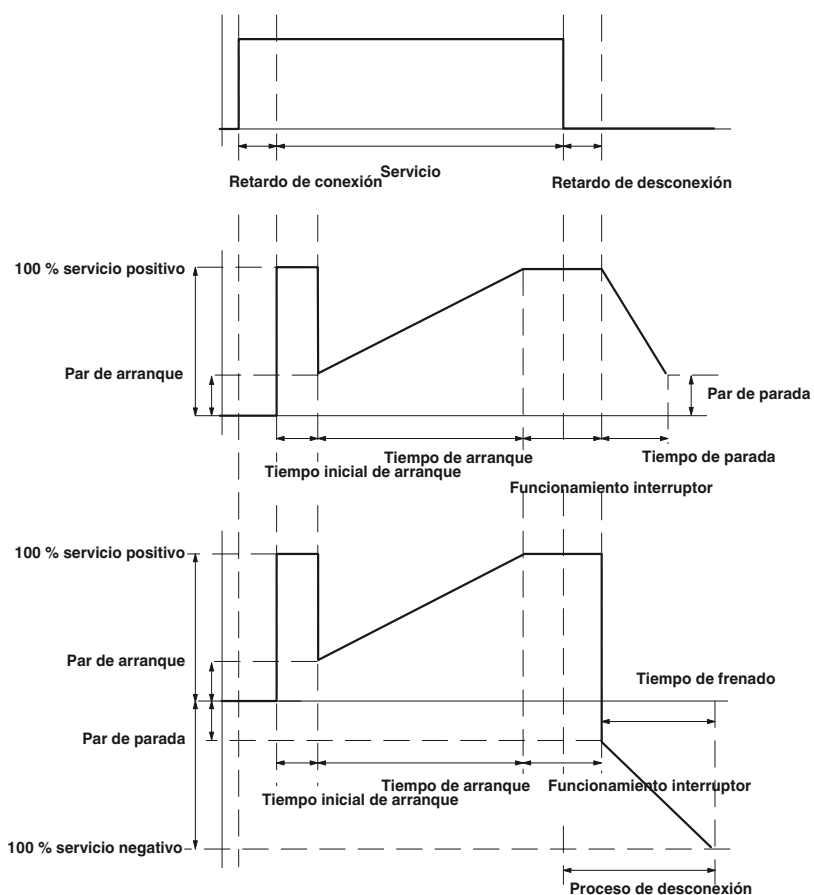 Servicio
Retardo de conexión
Retardo de desconexión
100 % servicio positivo
Par de arranque
Par de parada
Tiempo de arranque
Tiempo de parada
Tiempo inicial de arranque
Funcionamiento interruptor
100 % servicio positivo
Par de arranque
Tiempo de frenado
Par de parada
Tiempo de arranque
Funcionamiento interruptor
Tiempo inicial de arranque
100 % servicio negativo
Proceso de desconexión